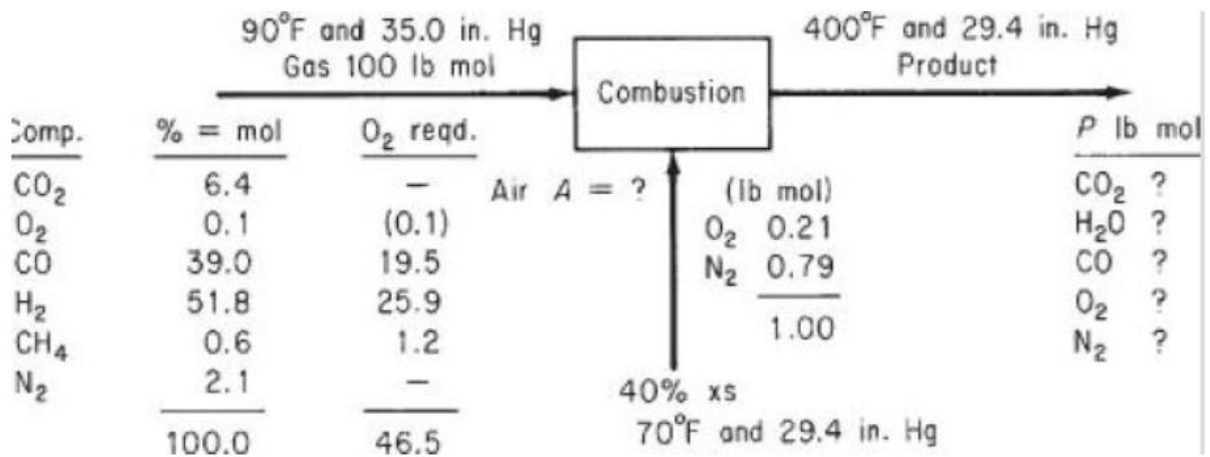 90°F and 35.0 in. Hg
Gas 100 lb mol
Combustion
400°F and 29.4 in. Hg
Product
Comp. % = mol O₂ reqd.
CO₂ 6.4 –
O₂ 0.1 (0.1)
CO 39.0 19.5
H₂ 51.8 25.9
CH₄ 0.6 1.2
N₂ 2.1 –
100.0 46.5
Air A = ? (lb mol)
O₂ 0.21
N₂ 0.79
1.00
40% xs
70°F and 29.4 in. Hg
P lb mol
CO₂ ?
H₂O ?
CO ?
O₂ ?
N₂ ?